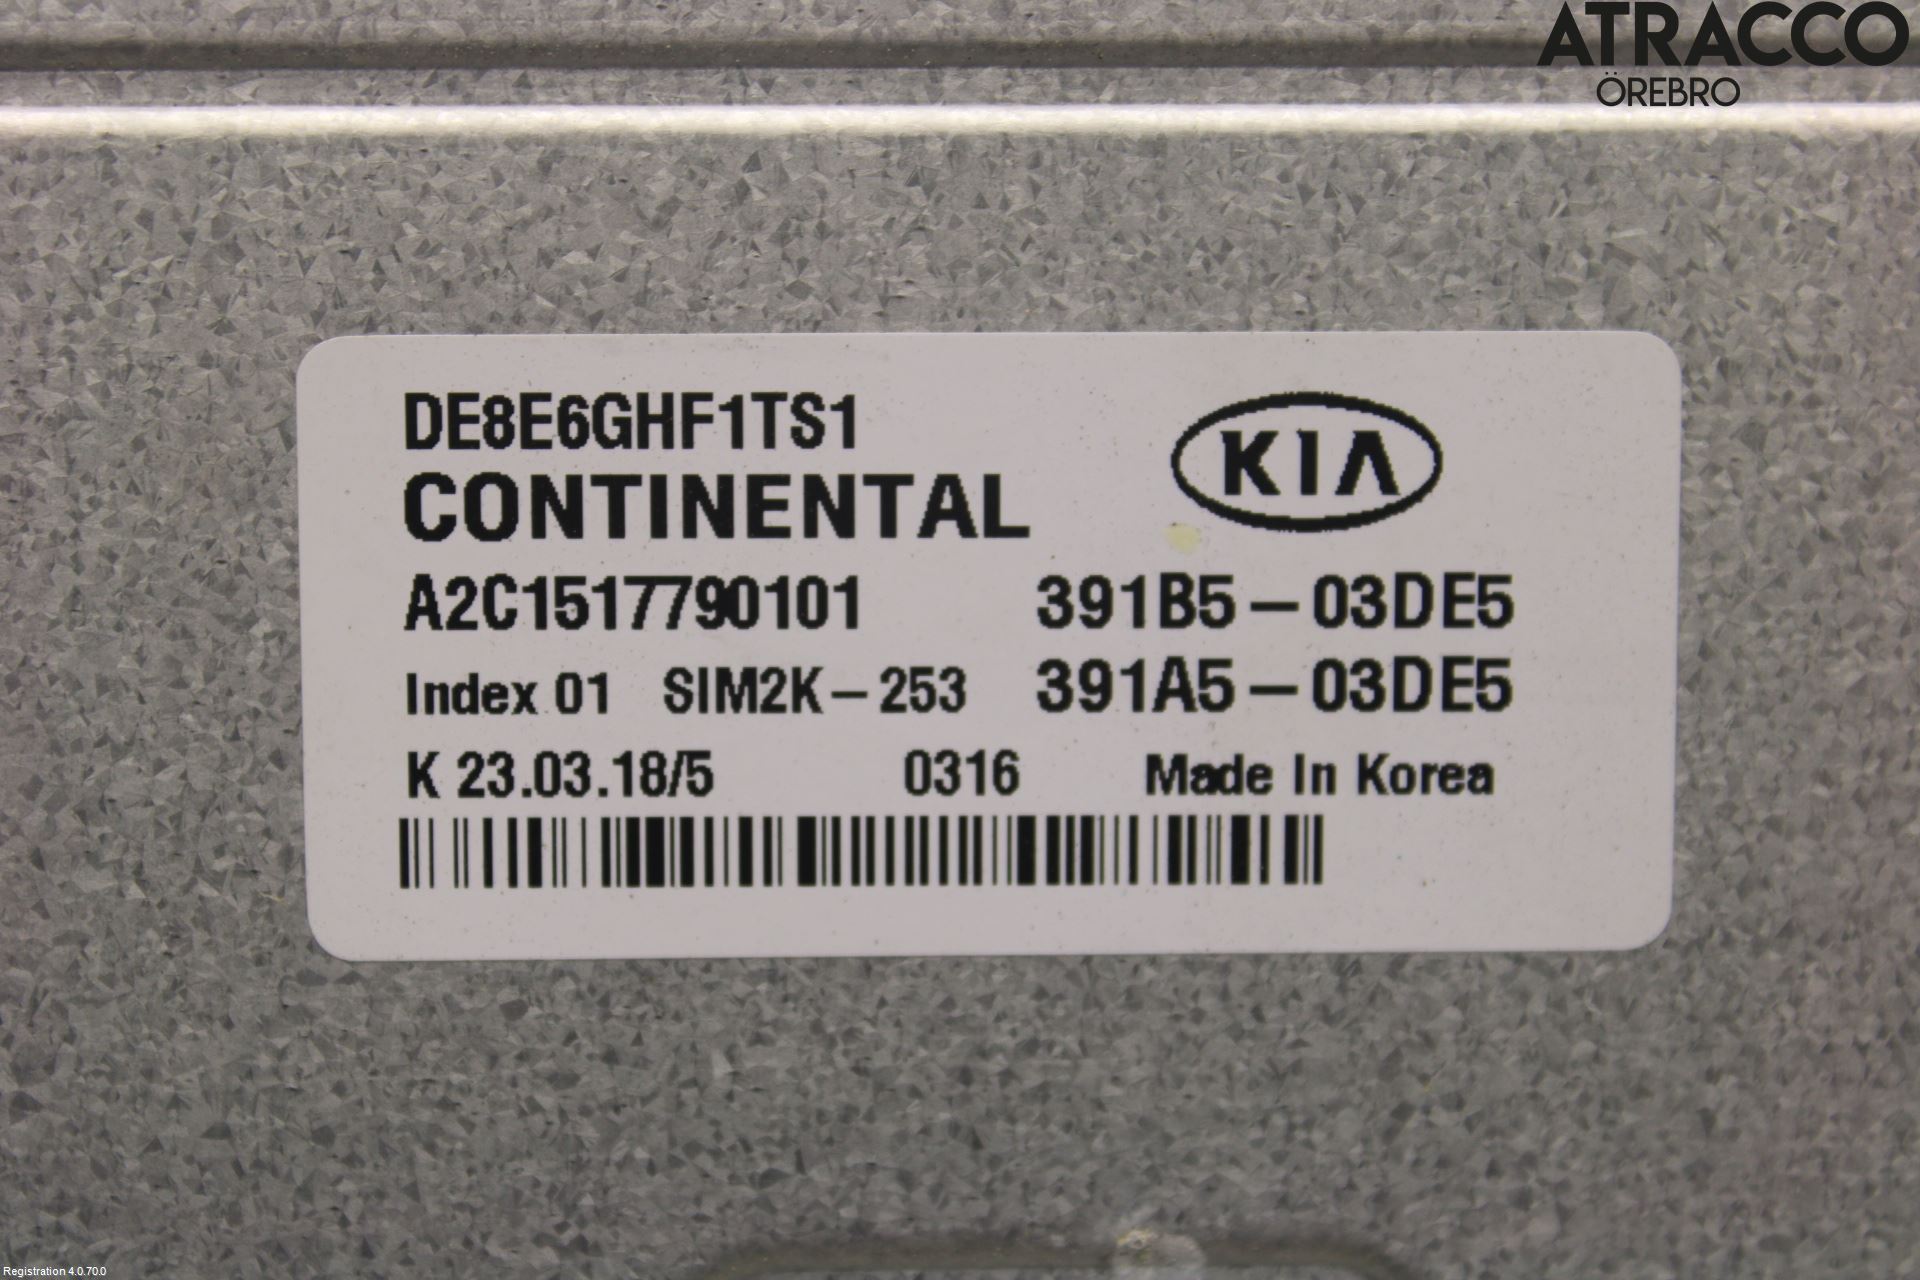 ATRACCO
ÖREBRO
DE8E6GHF1TS1
KIA
CONTINENTAL
A2C1517790101 391B5-03DE5
Index 01 SIM2K-253 391A5-03DE5
K 23.03.18/5 0316 Made In Korea
Registration 4.0.70.0